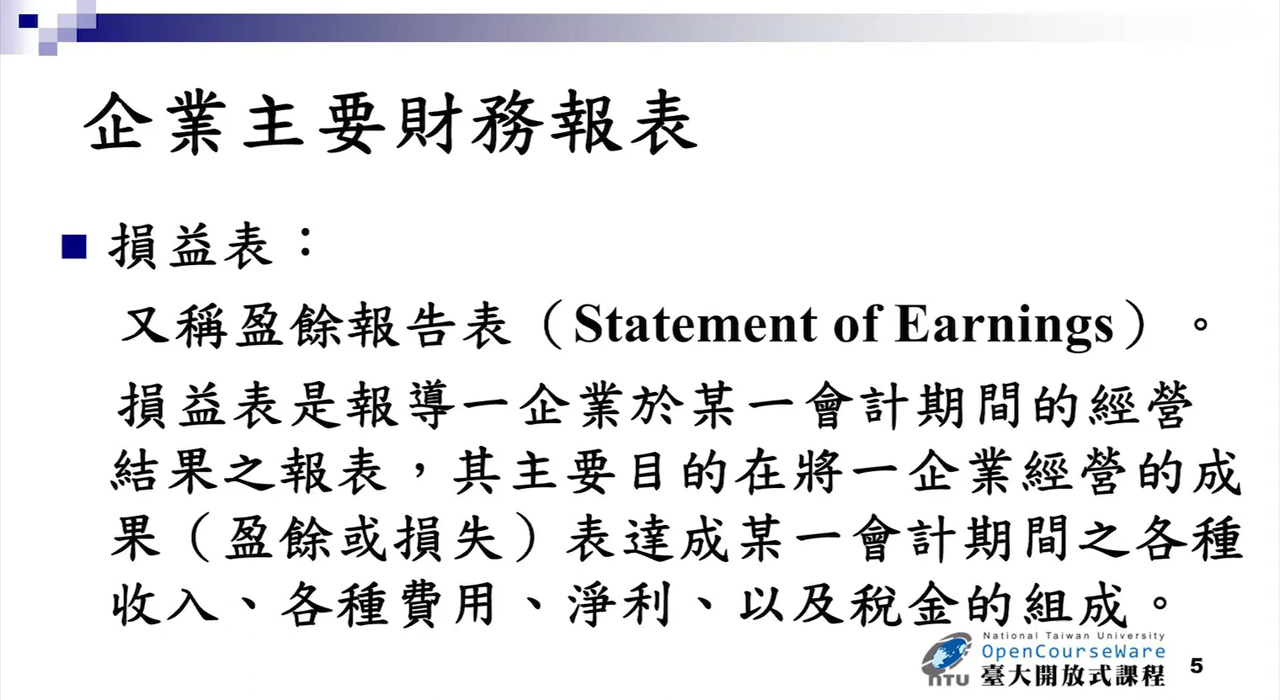 企業主要財務報表
損益表：
又稱盈餘報告表（Statement of Earnings）。
損益表是報導一企業於某一會計期間的經營
結果之報表，其主要目的在將一企業經營的成
果（盈餘或損失）表達成某一會計期間之各種
收入、各種費用、淨利、以及稅金的組成。
National Taiwan University
OpenCourseWare
NTU 臺大開放式課程
5